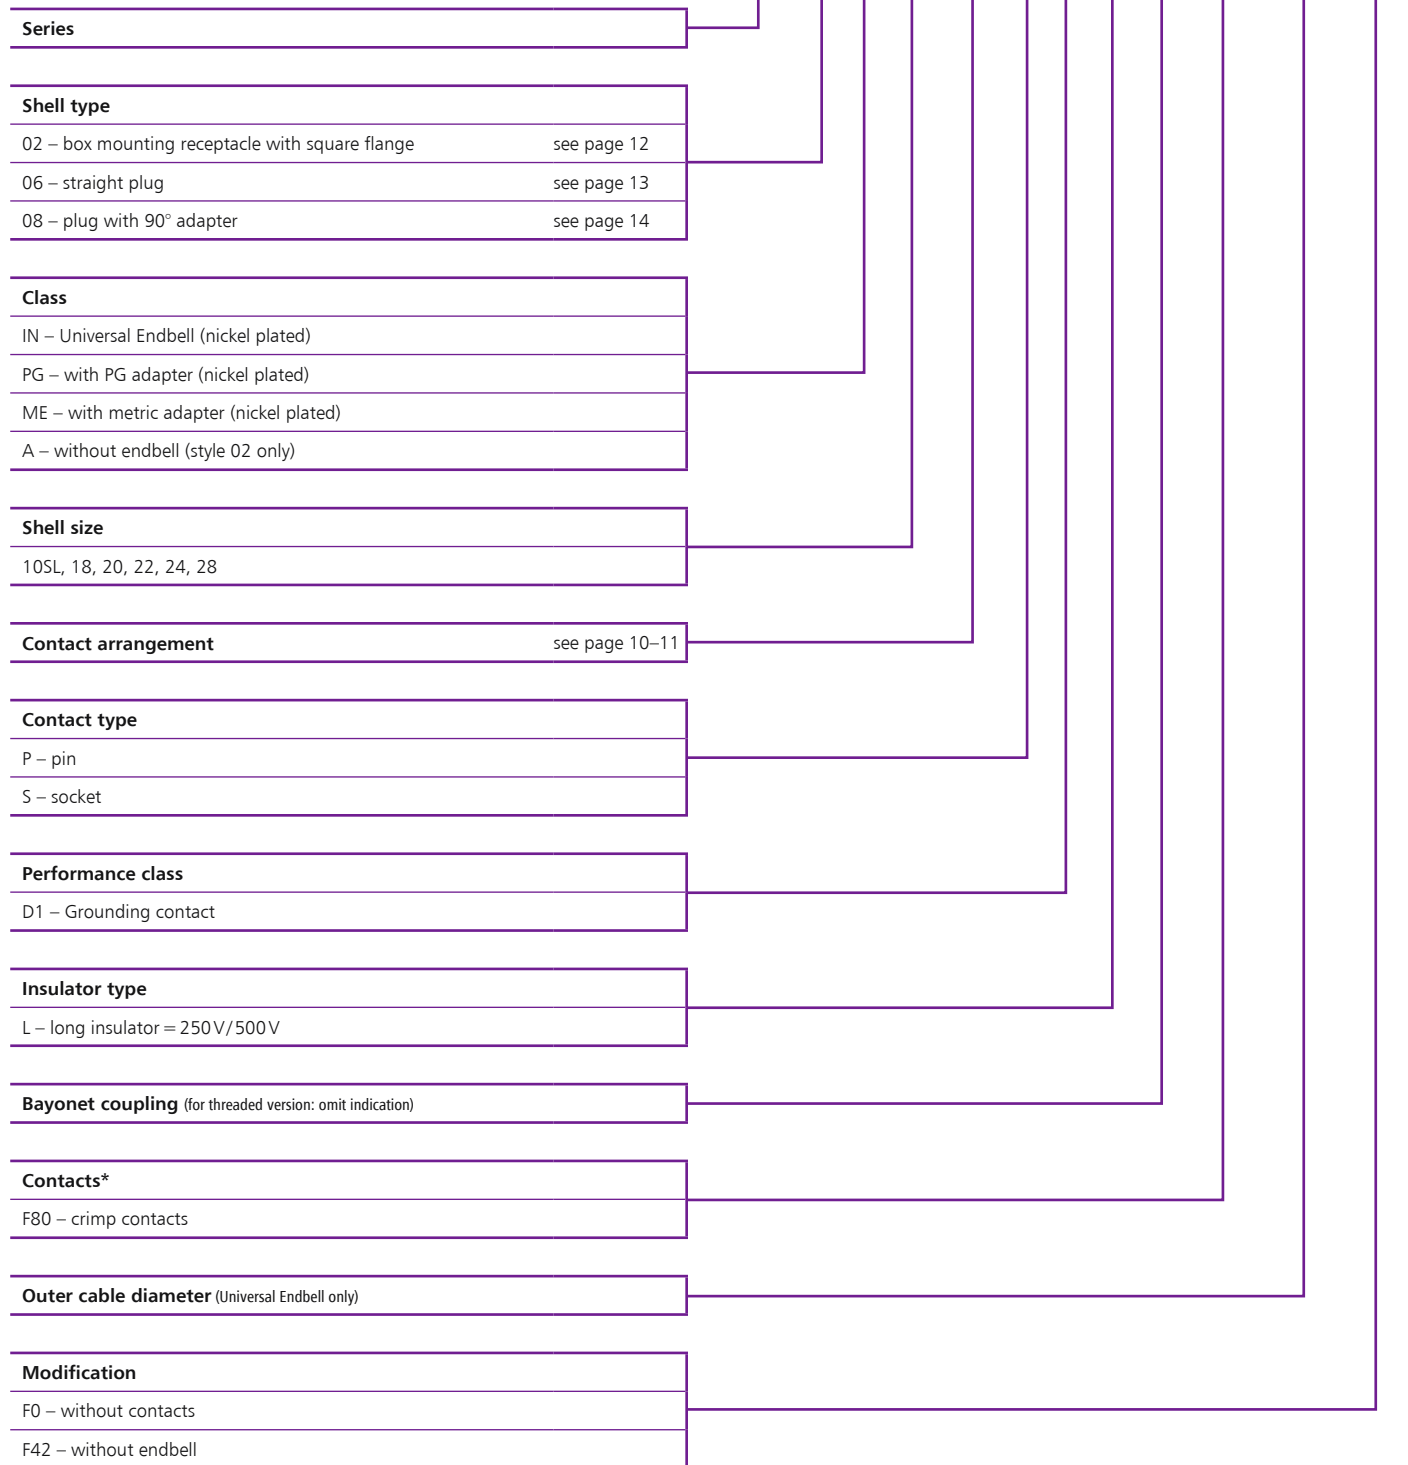 Series
Shell type
02 – box mounting receptacle with square flange see page 12
06 – straight plug see page 13
08 – plug with 90° adapter see page 14
Class
IN – Universal Endbell (nickel plated)
PG – with PG adapter (nickel plated)
ME – with metric adapter (nickel plated)
A – without endbell (style 02 only)
Shell size
10SL, 18, 20, 22, 24, 28
Contact arrangement see page 10–11
Contact type
P – pin
S – socket
Performance class
D1 – Grounding contact
Insulator type
L – long insulator = 250 V/500 V
Bayonet coupling (for threaded version: omit indication)
Contacts*
F80 – crimp contacts
Outer cable diameter (Universal Endbell only)
Modification
F0 – without contacts
F42 – without endbell